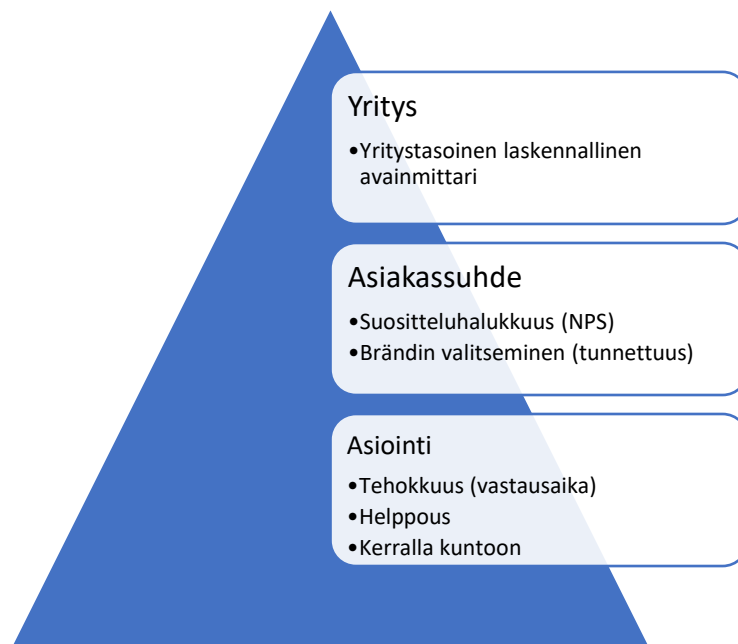 Yritys
•Yritystasoinen laskennallinen
avainmittari
Asiakassuhde
•Suositteluhalukkuus (NPS)
•Brändin valitseminen (tunnettuus)
Asiointi
•Tehokkuus (vastausaika)
•Helppous
•Kerralla kuntoon